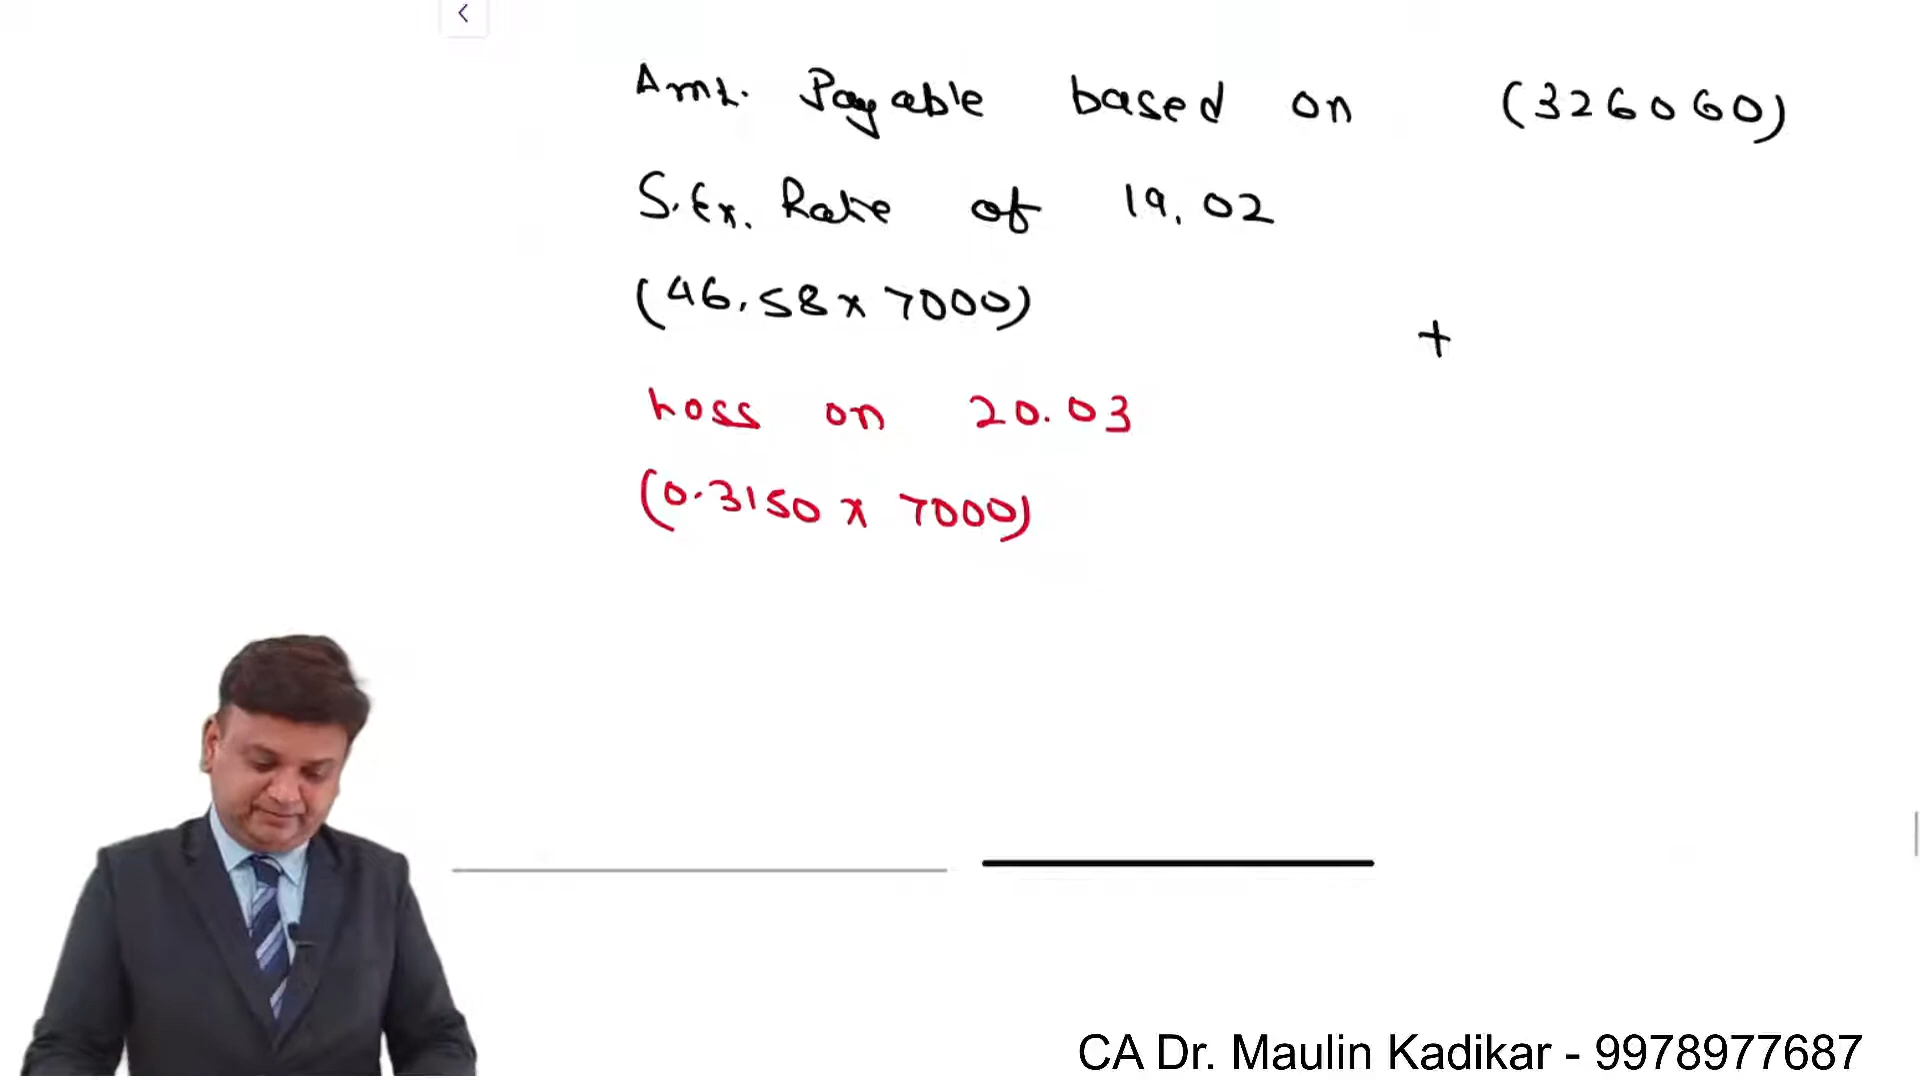 Amt. Payable based on (326060)
S.Ex. Rate of 19.02
(46.58 x 7000)
+
Loss on 20.03
(0.3150 x 7000)
CA Dr. Maulin Kadikar - 9978977687